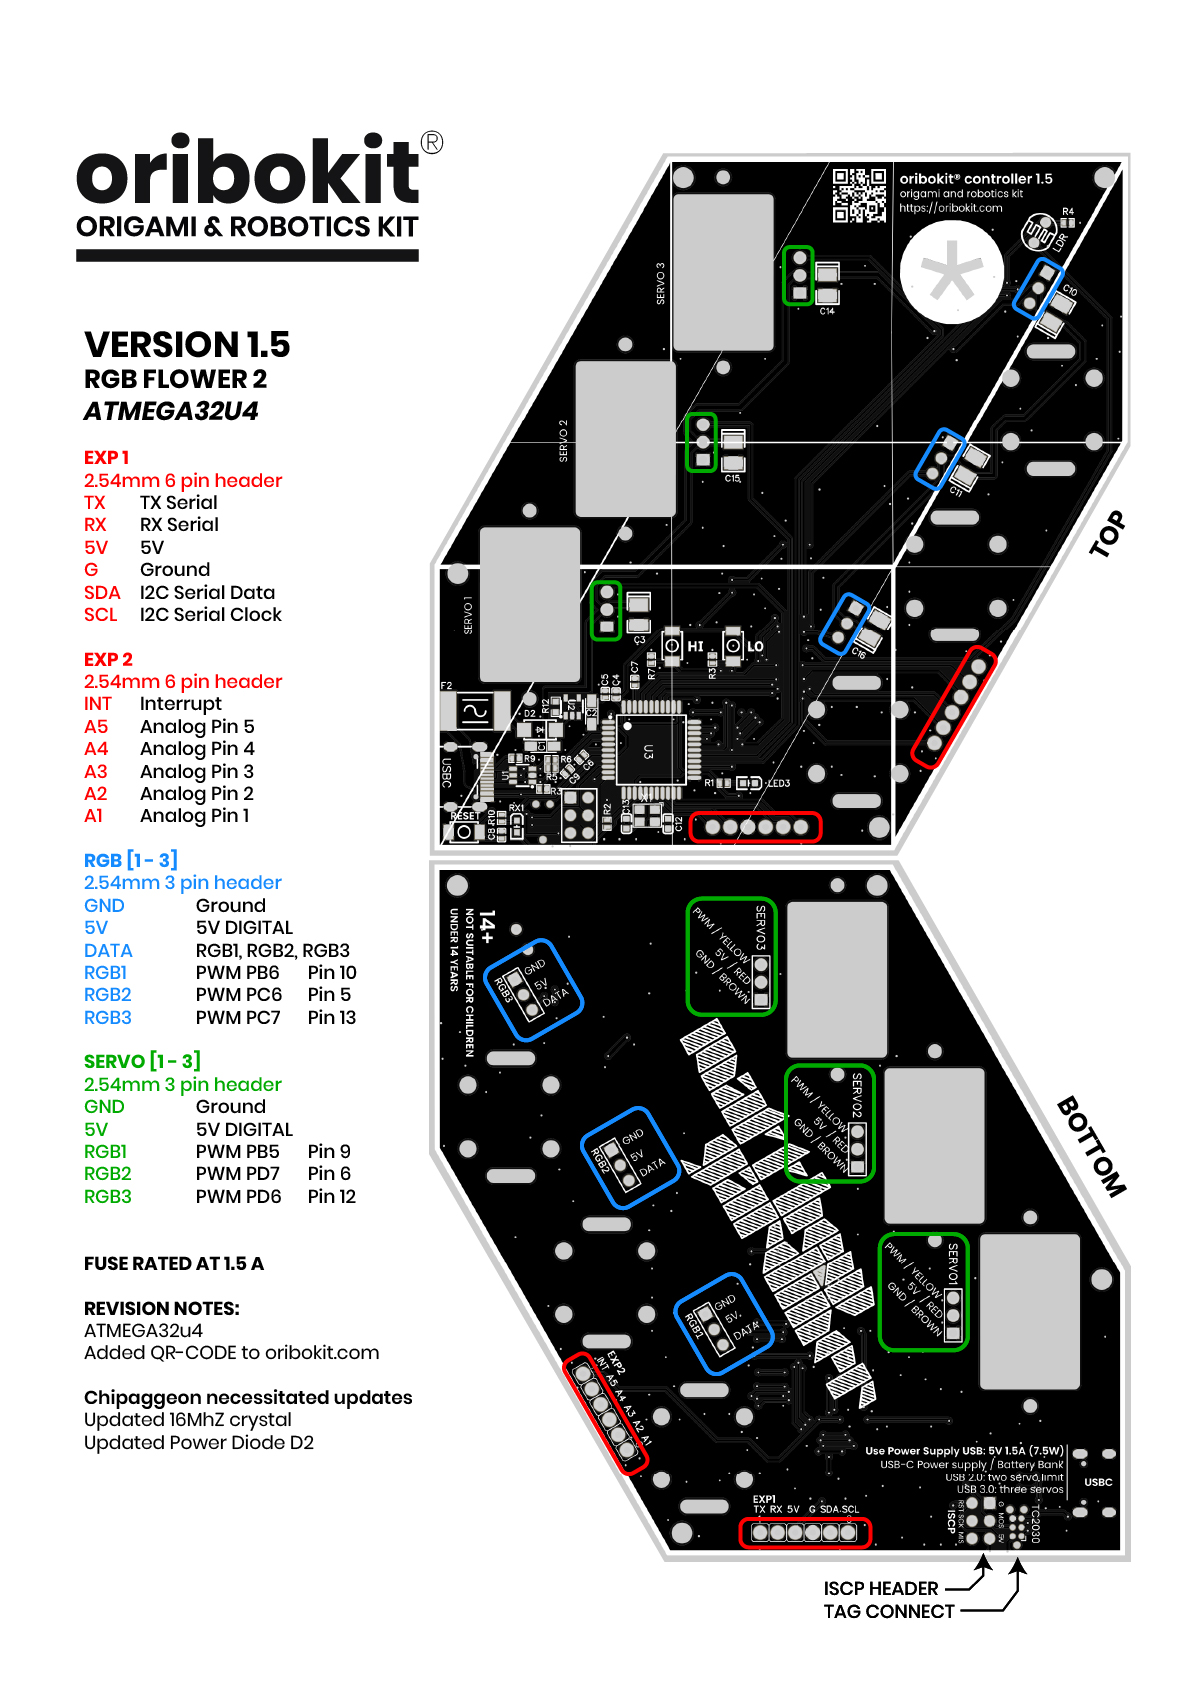 oribokit®
ORIGAMI & ROBOTICS KIT
VERSION 1.5
RGB FLOWER 2
ATMEGA32U4
EXP 1
2.54mm 6 pin header
TX TX Serial
RX RX Serial
5V 5V
G Ground
SDA I2C Serial Data
SCL I2C Serial Clock
EXP 2
2.54mm 6 pin header
INT Interrupt
A5 Analog Pin 5
A4 Analog Pin 4
A3 Analog Pin 3
A2 Analog Pin 2
A1 Analog Pin 1
RGB [1 - 3]
2.54mm 3 pin header
GND Ground
5V 5V DIGITAL
DATA RGB1, RGB2, RGB3
RGB1 PWM PB6 Pin 10
RGB2 PWM PC6 Pin 5
RGB3 PWM PC7 Pin 13
SERVO [1 - 3]
2.54mm 3 pin header
GND Ground
5V 5V DIGITAL
RGB1 PWM PB5 Pin 9
RGB2 PWM PD7 Pin 6
RGB3 PWM PD6 Pin 12
FUSE RATED AT 1.5 A
REVISION NOTES:
ATMEGA32u4
Added QR-CODE to oribokit.com
Chipaggeon necessitated updates
Updated 16MhZ crystal
Updated Power Diode D2
oribokit® controller 1.5
origami and robotics kit
https://oribokit.com
R4
LDR
SERVO 3
C14
C10
SERVO 2
C15
C11
TOP
SERVO 1
C3
C16
HI
LO
R7
R3
C7
C5
C4
F2
R12
D2
U3
USBC
R9
R6
R5
C9
C6
R1
LED3
RESET
RX1
C8
R10
R2
C13
C12
14+
NOT SUITABLE FOR CHILDREN
UNDER 14 YEARS
RGB3
GND
5V
DATA
SERVO3
PWM / YELLOW
5V / RED
GND / BROWN
RGB2
GND
5V
DATA
SERVO2
PWM / YELLOW
5V / RED
GND / BROWN
BOTTOM
RGB1
GND
5V
DATA
SERVO1
PWM / YELLOW
5V / RED
GND / BROWN
EXP2
INT A5 A4 A3 A2 A1
Use Power Supply USB: 5V 1.5A (7.5W)
USB-C Power supply / Battery Bank
USB 2.0: two servo limit
USB 3.0: three servos
USBC
EXP1
TX RX 5V G SDA SCL
ISCP
RST SCK MIS
G MOS 5V
TC2030
ISCP HEADER
TAG CONNECT